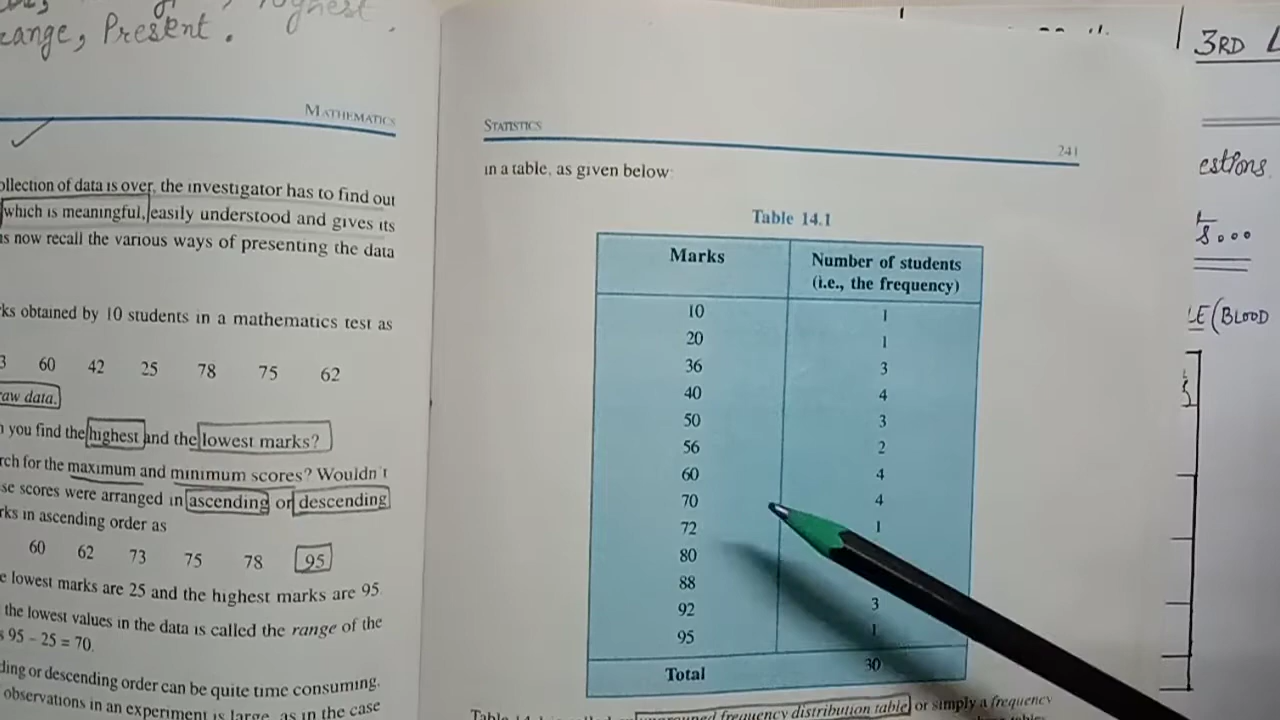 Highest
range, Present.
MATHEMATICS
ollection of data is over, the investigator has to find out
which is meaningful, easily understood and gives its
s now recall the various ways of presenting the data
ks obtained by 10 students in a mathematics test as
3 60 42 25 78 75 62
aw data.
you find the highest and the lowest marks?
rch for the maximum and minimum scores? Wouldn't
se scores were arranged in ascending or descending
rks in ascending order as
60 62 73 75 78 95
e lowest marks are 25 and the highest marks are 95
the lowest values in the data is called the range of the
s 95 – 25 = 70.
ding or descending order can be quite time consuming.
observations in an experiment is large, as in the case
STATISTICS
241
in a table, as given below:
Table 14.1
Marks Number of students
(i.e., the frequency)
10 1
20 1
36 3
40 4
50 3
56 2
60 4
70 4
72 1
80
88
92 3
95 1
Total 30
frequency distribution table, or simply a frequency
3RD
estions.
LE (BLOOD